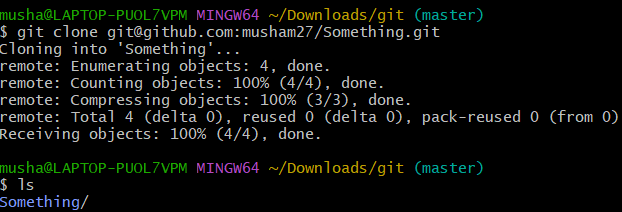 musha@LAPTOP-PUOL7VPM MINGW64 ~/Downloads/git (master)
$ git clone git@github.com:musham27/Something.git
Cloning into 'Something'...
remote: Enumerating objects: 4, done.
remote: Counting objects: 100% (4/4), done.
remote: Compressing objects: 100% (3/3), done.
remote: Total 4 (delta 0), reused 0 (delta 0), pack-reused 0 (from 0)
Receiving objects: 100% (4/4), done.
musha@LAPTOP-PUOL7VPM MINGW64 ~/Downloads/git (master)
$ ls
Something/